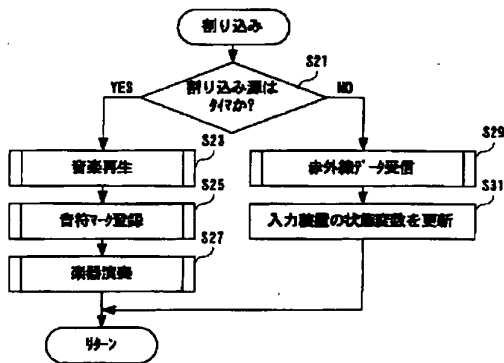 割り込み
S21
割り込み源は
タイマか?
YES
NO
S23
音楽再生
S29
赤外線データ受信
S25
音符マーク登録
S31
入力装置の状態変数を更新
S27
楽器演奏
リターン